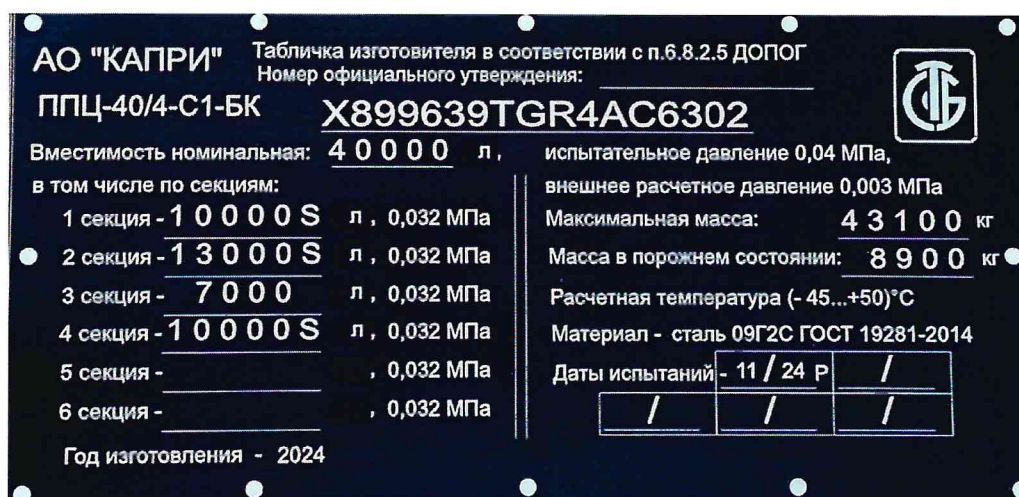 АО "КАПРИ" Табличка изготовителя в соответствии с п.6.8.2.5 ДОПОГ
Номер официального утверждения:
ППЦ-40/4-С1-БК X899639TGR4AC6302
Вместимость номинальная: 40000 л,
в том числе по секциям:
1 секция - 10000S л, 0,032 МПа
2 секция - 13000S л, 0,032 МПа
3 секция - 7000 л, 0,032 МПа
4 секция - 10000S л, 0,032 МПа
5 секция - , 0,032 МПа
6 секция - , 0,032 МПа
Год изготовления - 2024
испытательное давление 0,04 МПа,
внешнее расчетное давление 0,003 МПа
Максимальная масса: 43100 кг
Масса в порожнем состоянии: 8900 кг
Расчетная температура (- 45...+50)°С
Материал - сталь 09Г2С ГОСТ 19281-2014
Даты испытаний - 11 / 24 Р /
/ / /